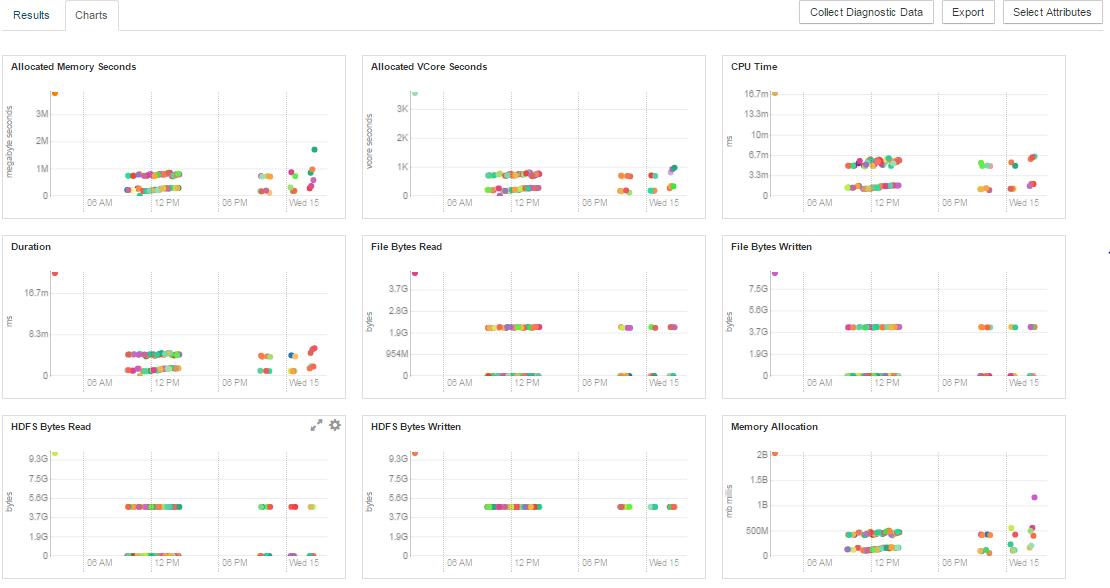 Results Charts Collect Diagnostic Data Export Select Attributes
Allocated Memory Seconds
megabyte seconds
3M
2M
1M
0
06 AM 12 PM 06 PM Wed 15
Allocated VCore Seconds
vcore seconds
3K
2K
1K
0
06 AM 12 PM 06 PM Wed 15
CPU Time
ms
16.7m
13.3m
10m
6.7m
3.3m
0
06 AM 12 PM 06 PM Wed 15
Duration
ms
16.7m
8.3m
0
06 AM 12 PM 06 PM Wed 15
File Bytes Read
bytes
3.7G
2.8G
1.9G
954M
0
06 AM 12 PM 06 PM Wed 15
File Bytes Written
bytes
7.5G
5.6G
3.7G
1.9G
0
06 AM 12 PM 06 PM Wed 15
HDFS Bytes Read
bytes
9.3G
7.5G
5.6G
3.7G
1.9G
0
06 AM 12 PM 06 PM Wed 15
HDFS Bytes Written
bytes
9.3G
7.5G
5.6G
3.7G
1.9G
0
06 AM 12 PM 06 PM Wed 15
Memory Allocation
mb millis
2B
1.5B
1B
500M
0
06 AM 12 PM 06 PM Wed 15